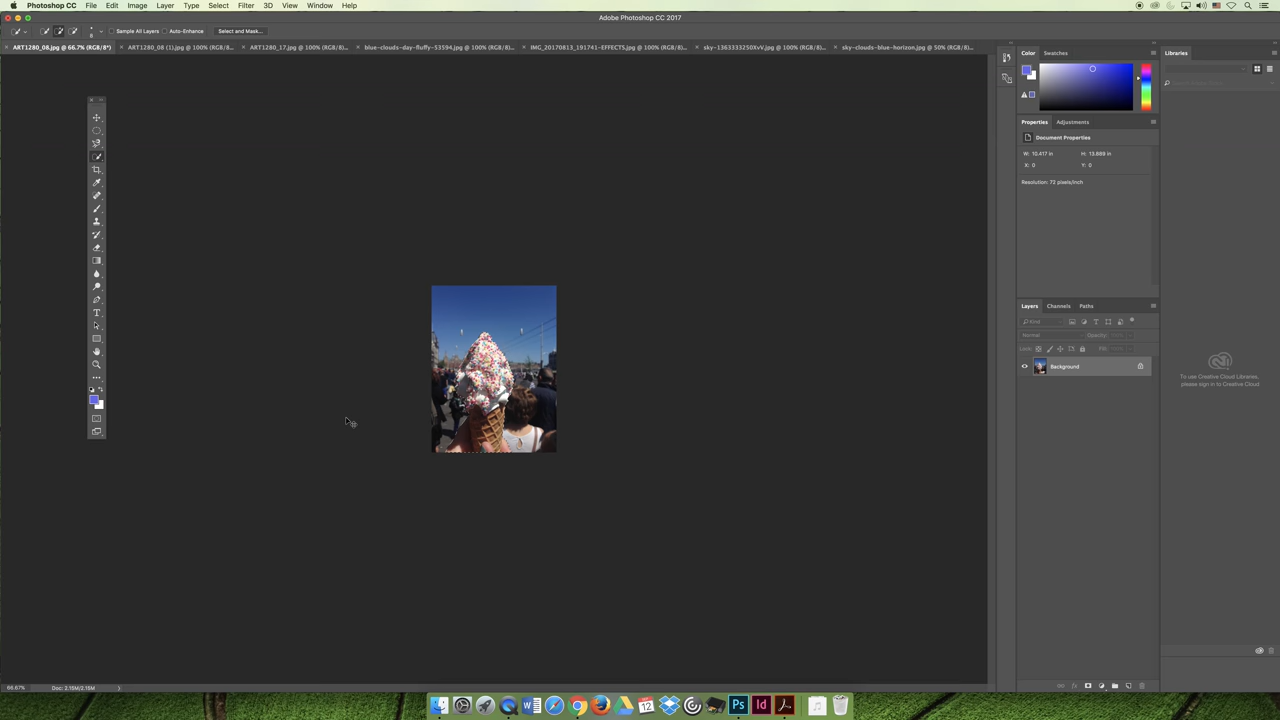 Photoshop CC File Edit Image Layer Type Select Filter 3D View Window Help
Adobe Photoshop CC 2017
8 Sample All Layers Auto-Enhance Select and Mask...
ART1280_08.jpg @ 66.7% (RGB/8*) ART1280_08 (1).jpg @ 100% (RGB/8... ART1280_17.jpg @ 100% (RGB/8)... blue-clouds-day-fluffy-53594.jpg @ 100% (RGB/8)... IMG_20170813_191741-EFFECTS.jpg @ 100% (RGB/8)... sky-1363333250XvV.jpg @ 100% (RGB/8)... sky-clouds-blue-horizon.jpg @ 50% (RGB/8)...
Color Swatches
Libraries
Properties Adjustments
Document Properties
W: 10.417 in H: 13.889 in
X: 0 Y: 0
Resolution: 72 pixels/inch
Layers Channels Paths
Kind
Normal Opacity:
Lock: Fill:
Background
To use Creative Cloud Libraries,
please sign in to Creative Cloud
66.67% Doc: 2.15M/2.15M
12
Ps Id